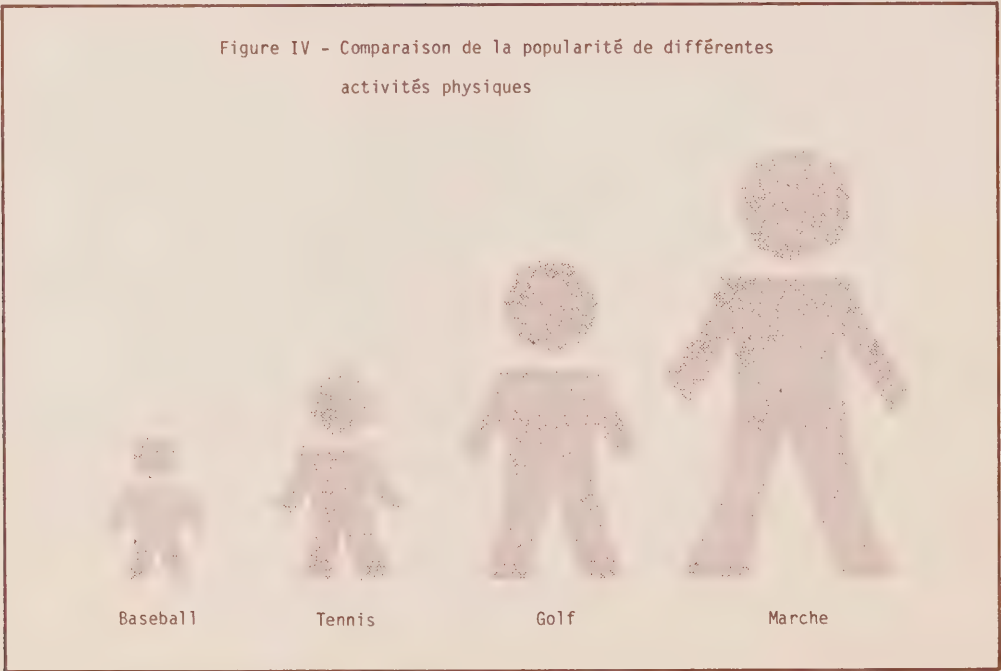 Figure IV - Comparaison de la popularité de différentes
activités physiques
Baseball Tennis Golf Marche